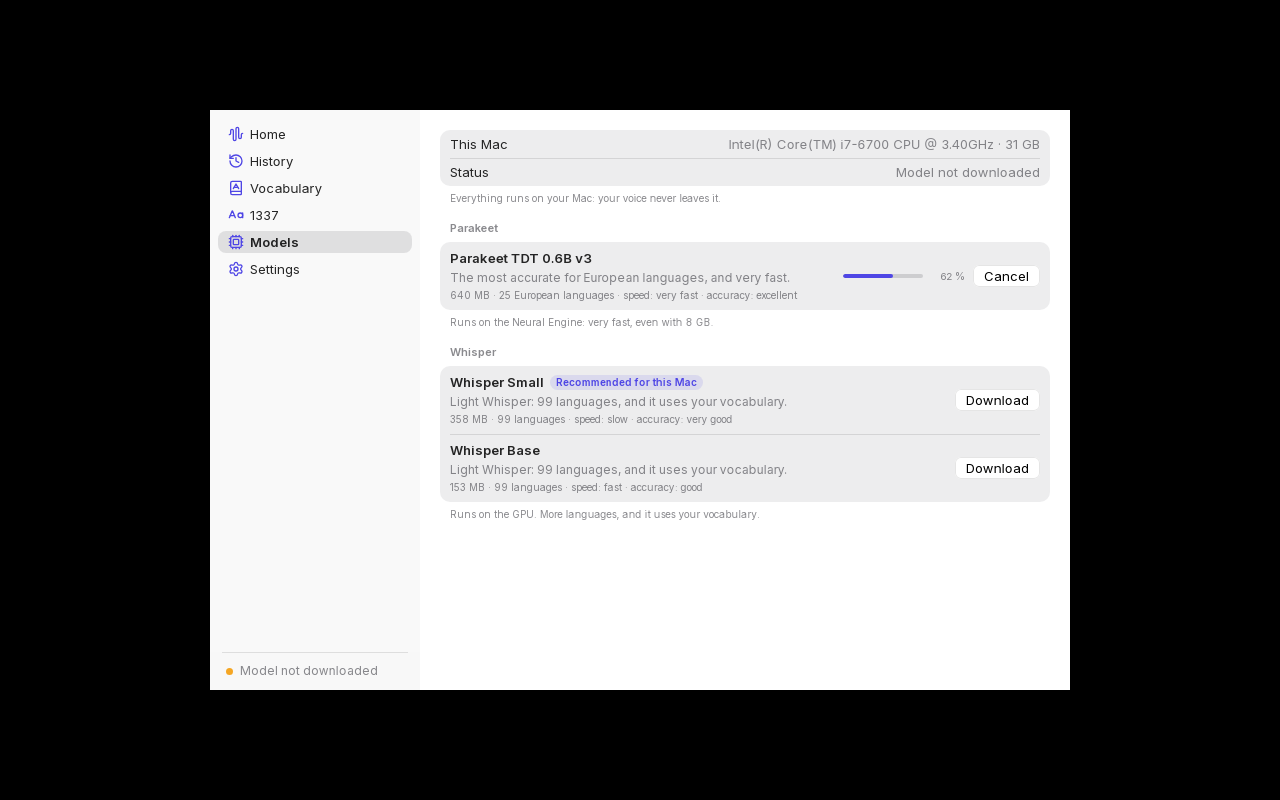 Home
History
Vocabulary
1337
Models
Settings
Model not downloaded
This Mac
Intel(R) Core(TM) i7-6700 CPU @ 3.40GHz · 31 GB
Status
Model not downloaded
Everything runs on your Mac: your voice never leaves it.
Parakeet
Parakeet TDT 0.6B v3
The most accurate for European languages, and very fast.
640 MB · 25 European languages · speed: very fast · accuracy: excellent
62 %
Cancel
Runs on the Neural Engine: very fast, even with 8 GB.
Whisper
Whisper Small
Recommended for this Mac
Light Whisper: 99 languages, and it uses your vocabulary.
358 MB · 99 languages · speed: slow · accuracy: very good
Download
Whisper Base
Light Whisper: 99 languages, and it uses your vocabulary.
153 MB · 99 languages · speed: fast · accuracy: good
Download
Runs on the GPU. More languages, and it uses your vocabulary.